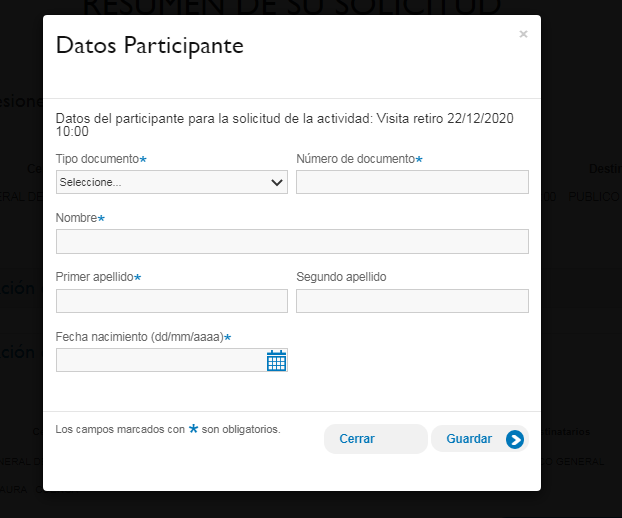 RESUMEN DE SU SOLICITUD
Datos Participante
×
Datos del participante para la solicitud de la actividad: Visita retiro 22/12/2020
10:00
Tipo documento* Número de documento*
Seleccione...
Nombre*
Primer apellido* Segundo apellido
Fecha nacimiento (dd/mm/aaaa)*
Los campos marcados con * son obligatorios.
Cerrar Guardar
PUBLICO
GENERAL